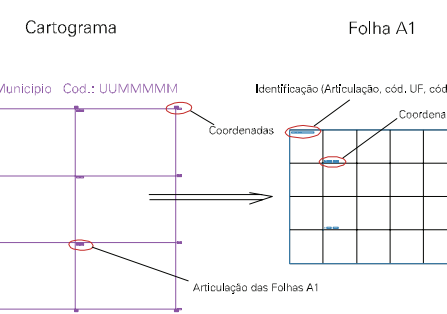 Cartograma
Folha A1
Município Cod.: UUMMMMM
Identificação (Articulação, cód. UF, cód
Coordena
Coordenadas
Articulação das Folhas A1